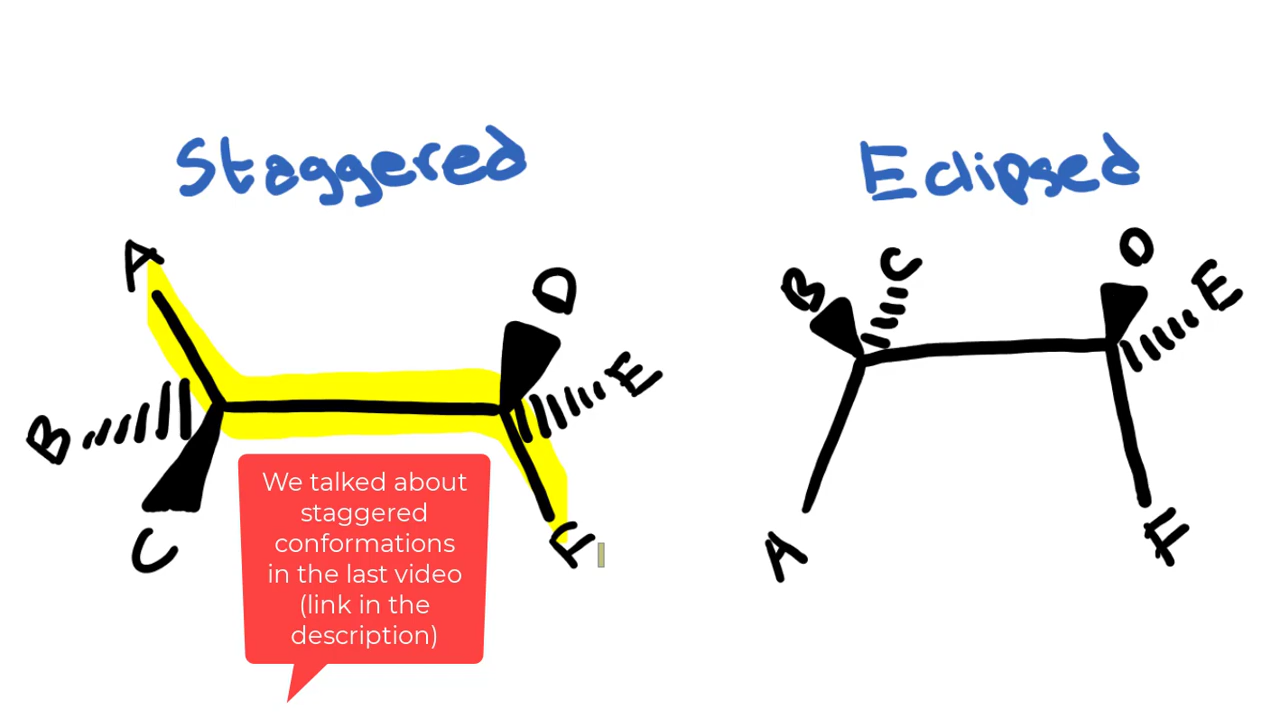 Staggered
Eclipsed
A
D
E
B
C
F
B
C
D
E
A
F
We talked about
staggered
conformations
in the last video
(link in the
description)